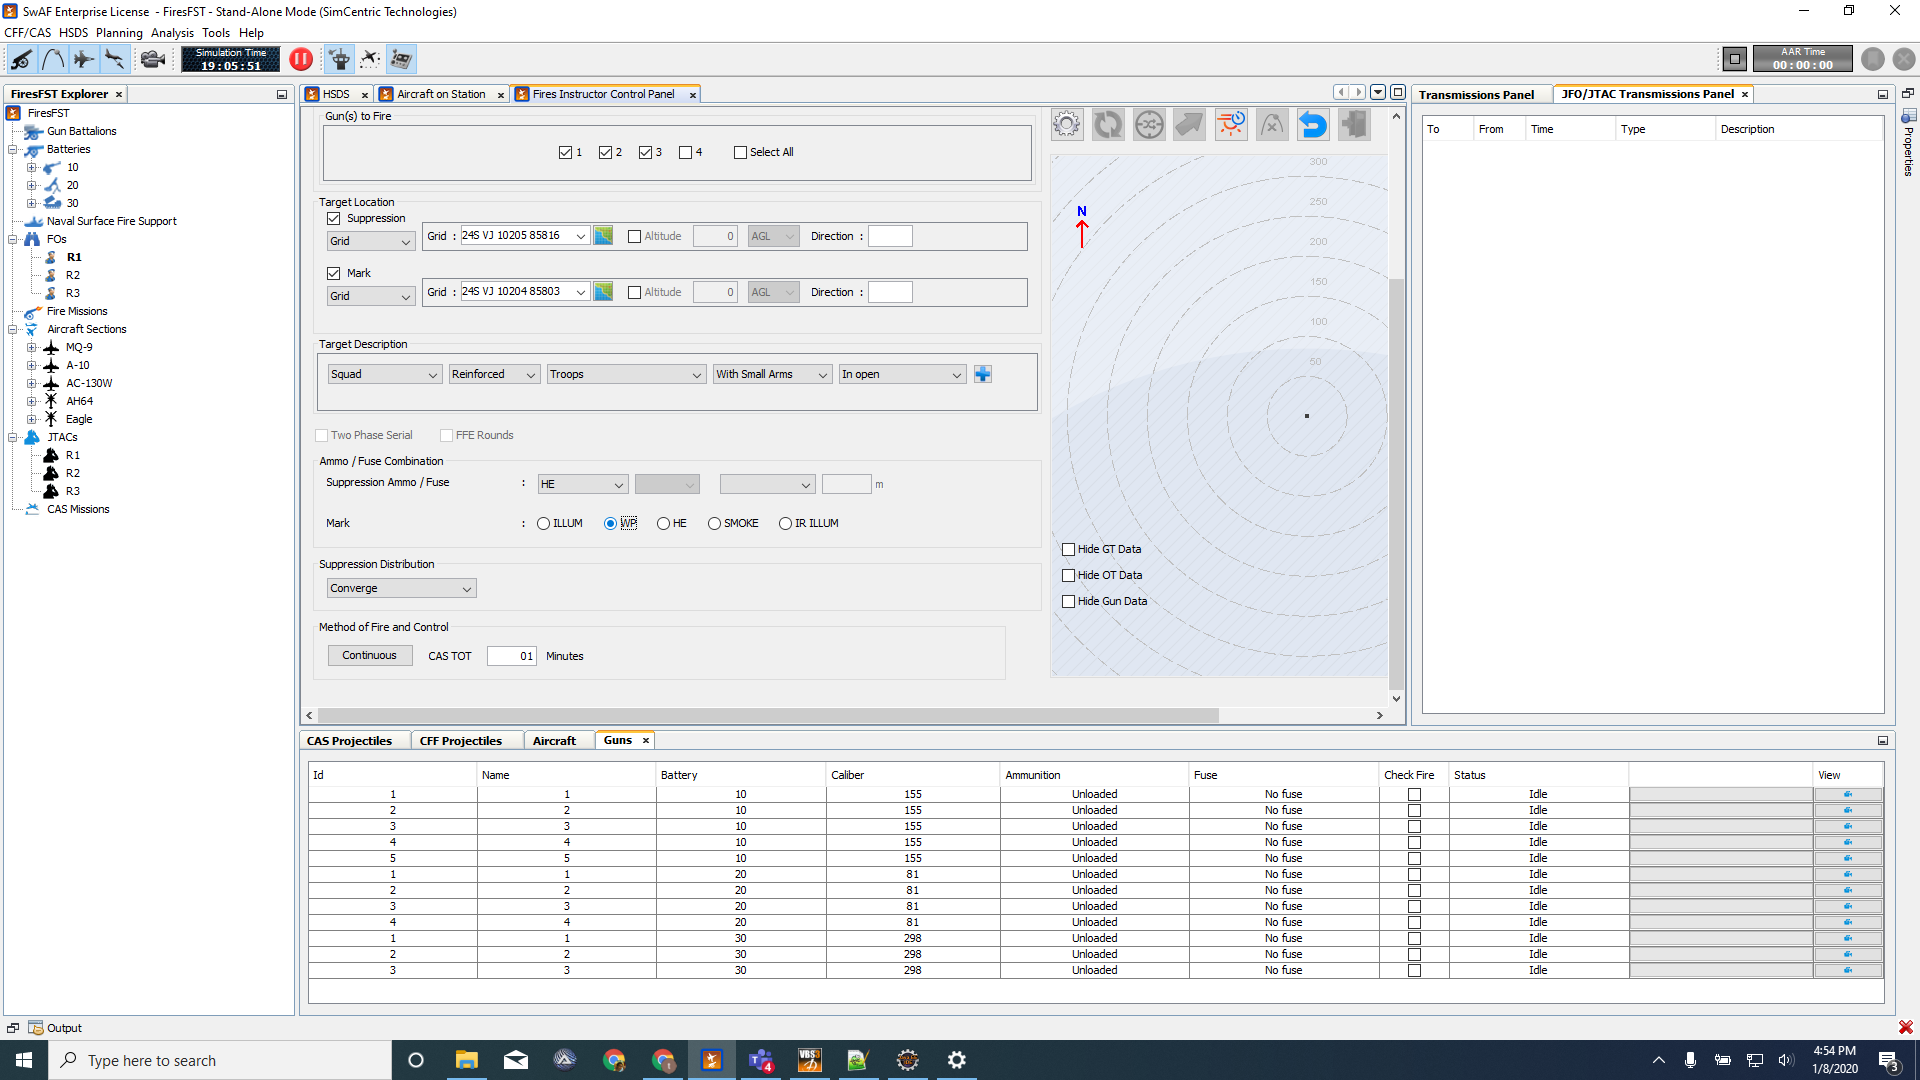 SwAF Enterprise License - FiresFST - Stand-Alone Mode (SimCentric Technologies)
CFF/CAS HSDS Planning Analysis Tools Help
Simulation Time
19:05:51
AAR Time
00:00:00
FiresFST Explorer
FiresFST
Gun Battalions
Batteries
10
20
30
Naval Surface Fire Support
FOs
R1
R2
R3
Fire Missions
Aircraft Sections
MQ-9
A-10
AC-130W
AH64
Eagle
JTACs
R1
R2
R3
CAS Missions
HSDS Aircraft on Station Fires Instructor Control Panel
Gun(s) to Fire
1 2 3 4 Select All
Target Location
Suppression
Grid Grid : 24S VJ 10205 85816 Altitude 0 AGL Direction :
Mark
Grid Grid : 24S VJ 10204 85803 Altitude 0 AGL Direction :
Target Description
Squad Reinforced Troops With Small Arms In open
Two Phase Serial FFE Rounds
Ammo / Fuse Combination
Suppression Ammo / Fuse : HE m
Mark : ILLUM WP HE SMOKE IR ILLUM
Suppression Distribution
Converge
Method of Fire and Control
Continuous CAS TOT 01 Minutes
300
250
N
200
150
100
50
Hide GT Data
Hide OT Data
Hide Gun Data
Transmissions Panel JFO/JTAC Transmissions Panel
To From Time Type Description
Properties
CAS Projectiles CFF Projectiles Aircraft Guns
Id Name Battery Caliber Ammunition Fuse Check Fire Status View
1 1 10 155 Unloaded No fuse Idle
2 2 10 155 Unloaded No fuse Idle
3 3 10 155 Unloaded No fuse Idle
4 4 10 155 Unloaded No fuse Idle
5 5 10 155 Unloaded No fuse Idle
1 1 20 81 Unloaded No fuse Idle
2 2 20 81 Unloaded No fuse Idle
3 3 20 81 Unloaded No fuse Idle
4 4 20 81 Unloaded No fuse Idle
1 1 30 298 Unloaded No fuse Idle
2 2 30 298 Unloaded No fuse Idle
3 3 30 298 Unloaded No fuse Idle
Output
Type here to search
4
VBS3
4:54 PM
1/8/2020
3